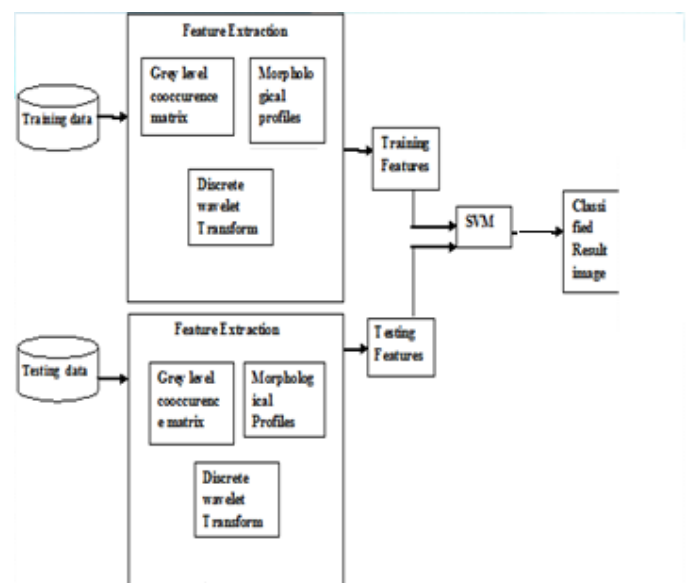 Feature Extraction
Grey level
cooccurence
matrix
Morpholo
gical
profiles
Training data
Discrete
wavelet
Transform
Training
Features
SVM
Classi
fied
Result
image
Feature Extraction
Testing data
Grey level
cooccurenc
e matrix
Morpholog
ical
Profiles
Discrete
wavelet
Transform
Testing
Features